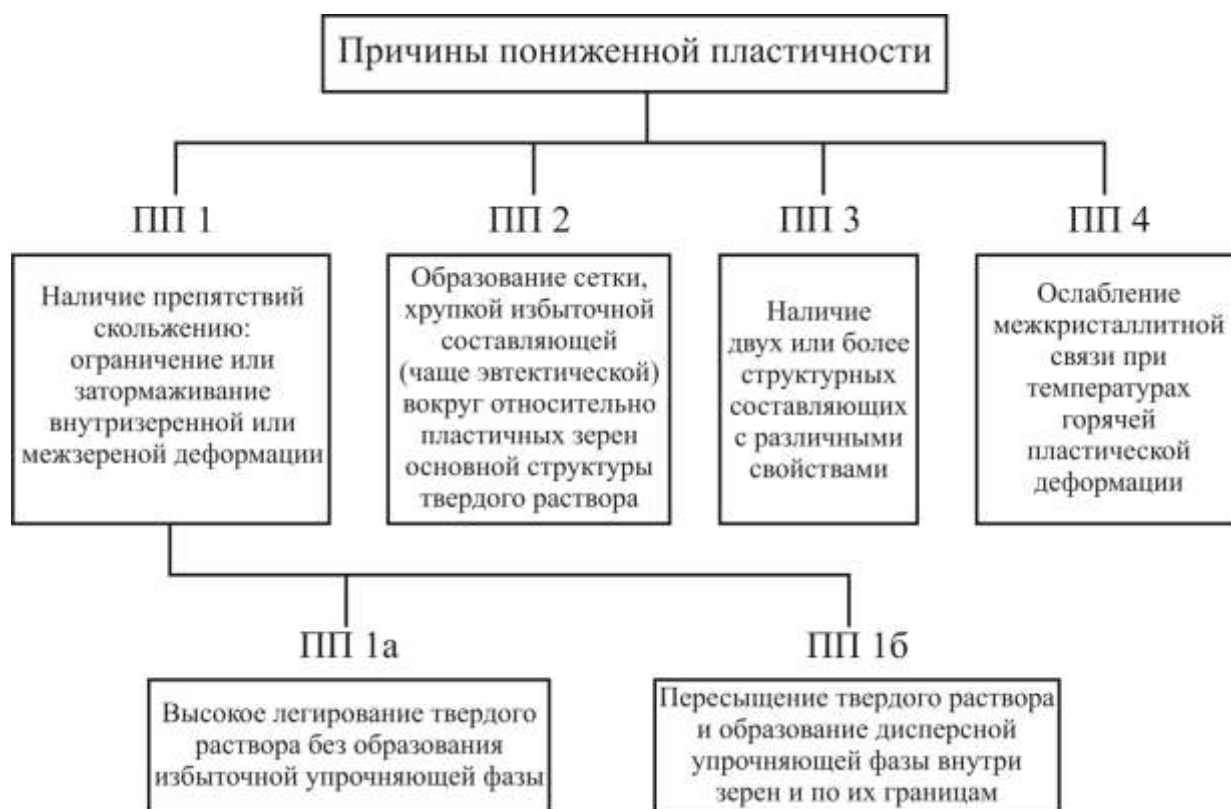 Причины пониженной пластичности
ПП 1
ПП 2
ПП 3
ПП 4
Наличие препятствий
скольжению:
ограничение или
затормаживание
внутризеренной или
межзереной деформации
Образование сетки,
хрупкой избыточной
составляющей
(чаще эвтектической)
вокруг относительно
пластичных зерен
основной структуры
твердого раствора
Наличие
двух или более
структурных
составляющих
с различными
свойствами
Ослабление
межкристаллитной
связи при
температурах
горячей
пластической
деформации
ПП 1а
ПП 1б
Высокое легирование твердого
раствора без образования
избыточной упрочняющей фазы
Пересыщение твердого раствора
и образование дисперсной
упрочняющей фазы внутри
зерен и по их границам